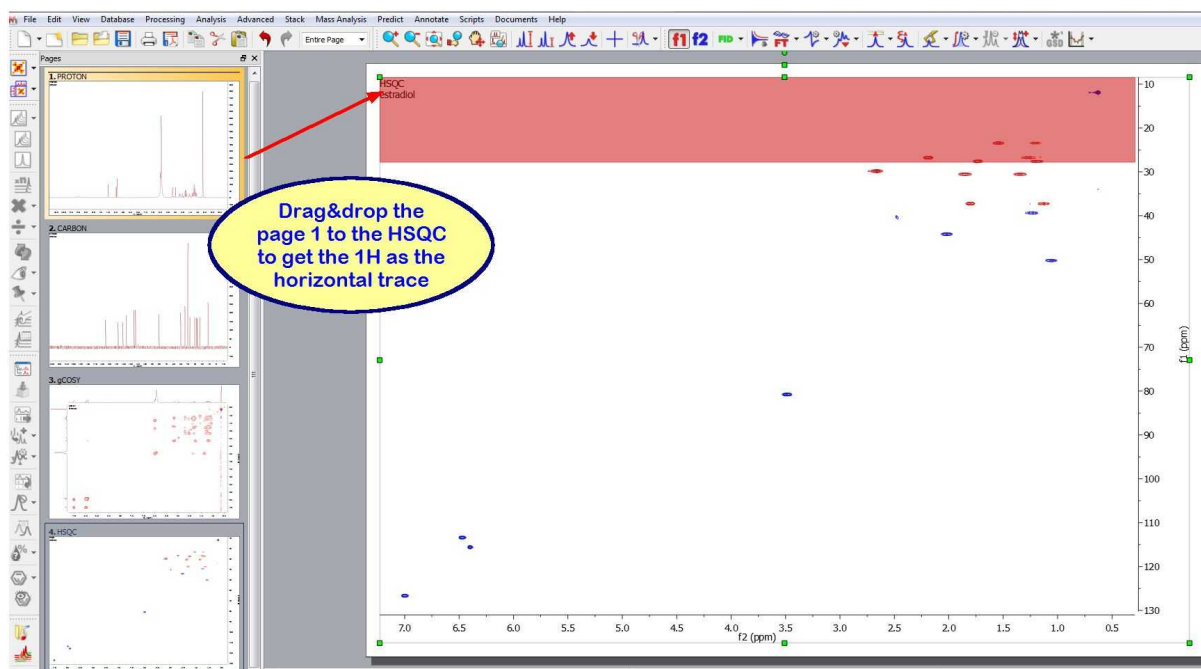 File Edit View Database Processing Analysis Advanced Stack Mass Analysis Predict Annotate Scripts Documents Help
Entire Page
f1 f2 FID FT GSD
Pages
1. PROTON
2. CARBON
3. gCOSY
4. HSQC
HSQC
estradiol
Drag&drop the
page 1 to the HSQC
to get the 1H as the
horizontal trace
10
20
30
40
50
60
70
80
90
100
110
120
130
f1 (ppm)
7.0 6.5 6.0 5.5 5.0 4.5 4.0 3.5 3.0 2.5 2.0 1.5 1.0 0.5
f2 (ppm)